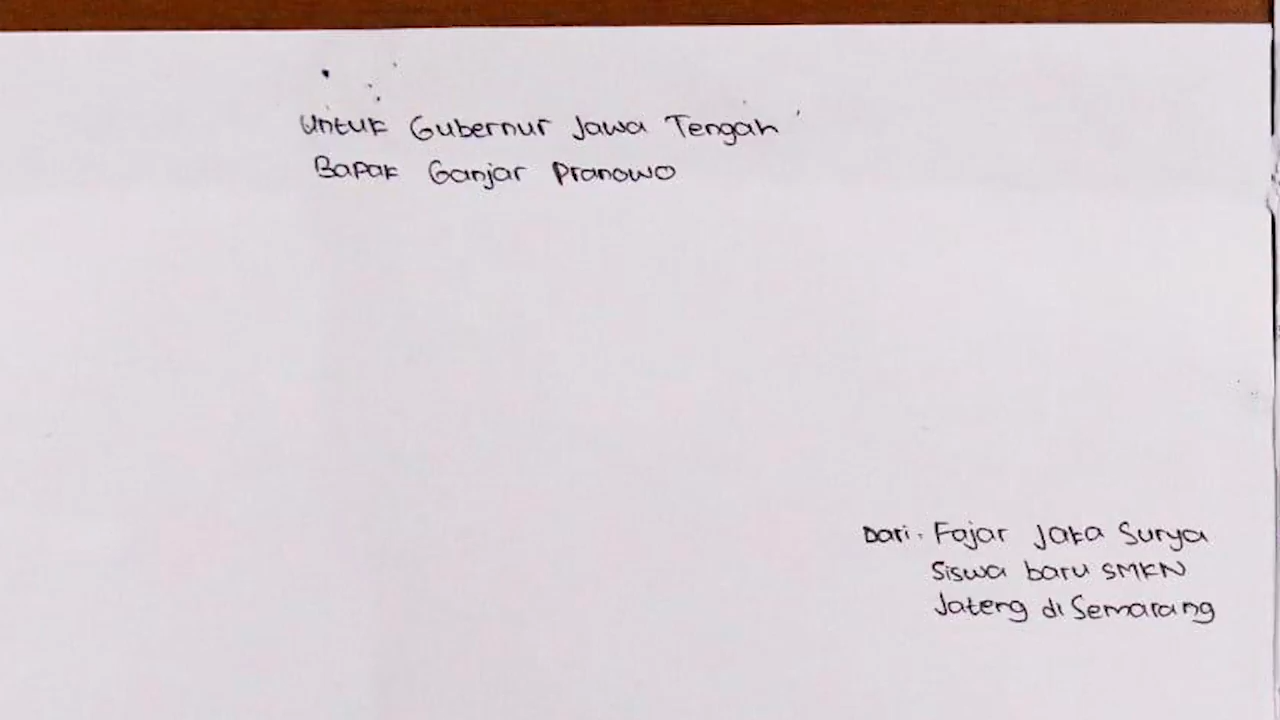 Untuk Gubernur Jawa Tengah
Bapak Ganjar Pranowo
Dari : Fajar Jaka Surya
Siswa baru SMKN
Jateng di Semarang